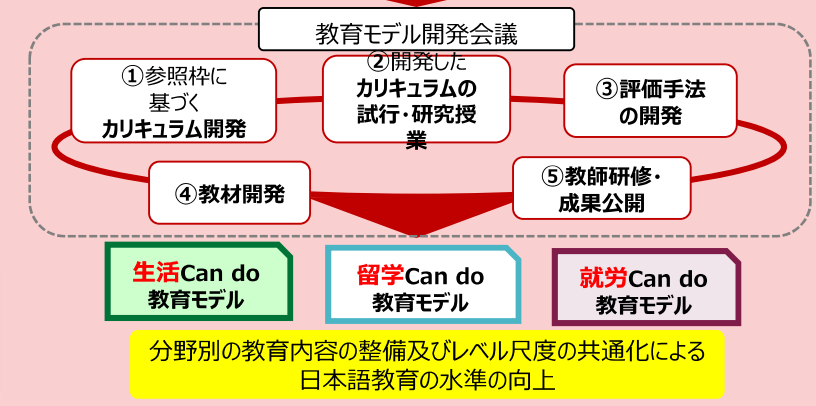 教育モデル開発会議
①参照枠に
基づく
カリキュラム開発
②開発した
カリキュラムの
試行・研究授
業
③評価手法
の開発
④教材開発
⑤教師研修・
成果公開
生活Can do
教育モデル
留学Can do
教育モデル
就労Can do
教育モデル
分野別の教育内容の整備及びレベル尺度の共通化による
日本語教育の水準の向上